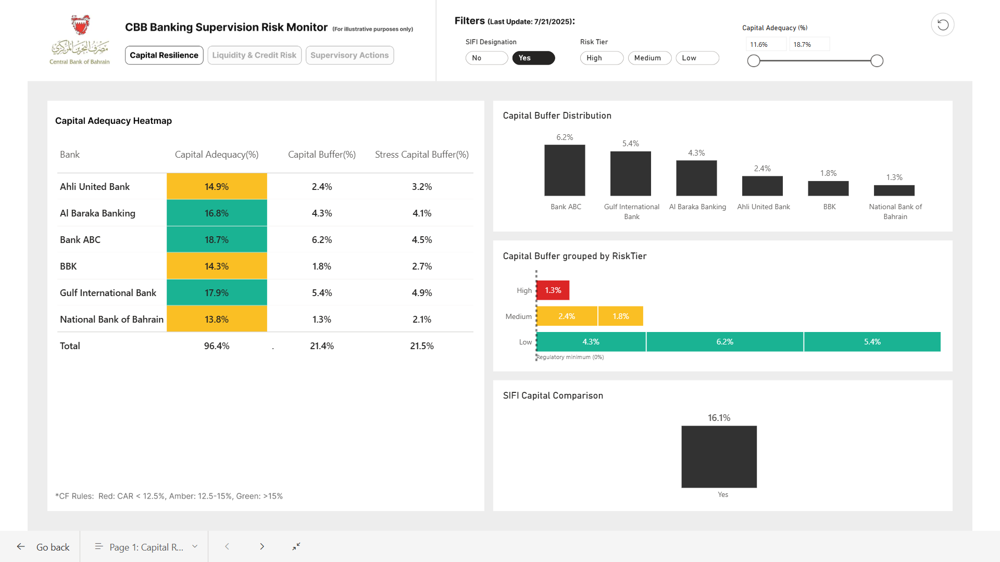 مصرف البحرين المركزي
Central Bank of Bahrain
CBB Banking Supervision Risk Monitor (For illustrative purposes only)
Capital Resilience
Liquidity & Credit Risk
Supervisory Actions
Filters (Last Update: 7/21/2025):
SIFI Designation
No
Yes
Risk Tier
High
Medium
Low
Capital Adequacy (%)
11.6%
18.7%
Capital Adequacy Heatmap
Bank Capital Adequacy(%) Capital Buffer(%) Stress Capital Buffer(%)
Ahli United Bank 14.9% 2.4% 3.2%
Al Baraka Banking 16.8% 4.3% 4.1%
Bank ABC 18.7% 6.2% 4.5%
BBK 14.3% 1.8% 2.7%
Gulf International Bank 17.9% 5.4% 4.9%
National Bank of Bahrain 13.8% 1.3% 2.1%
Total 96.4% . 21.4% 21.5%
*CF Rules: Red: CAR < 12.5%, Amber: 12.5-15%, Green: >15%
Capital Buffer Distribution
6.2%
5.4%
4.3%
2.4%
1.8%
1.3%
Bank ABC
Gulf International
Bank
Al Baraka Banking
Ahli United Bank
BBK
National Bank of
Bahrain
Capital Buffer grouped by RiskTier
High 1.3%
Medium 2.4% 1.8%
Low 4.3% 6.2% 5.4%
Regulatory minimum (0%)
SIFI Capital Comparison
16.1%
Yes
Go back
Page 1: Capital R...